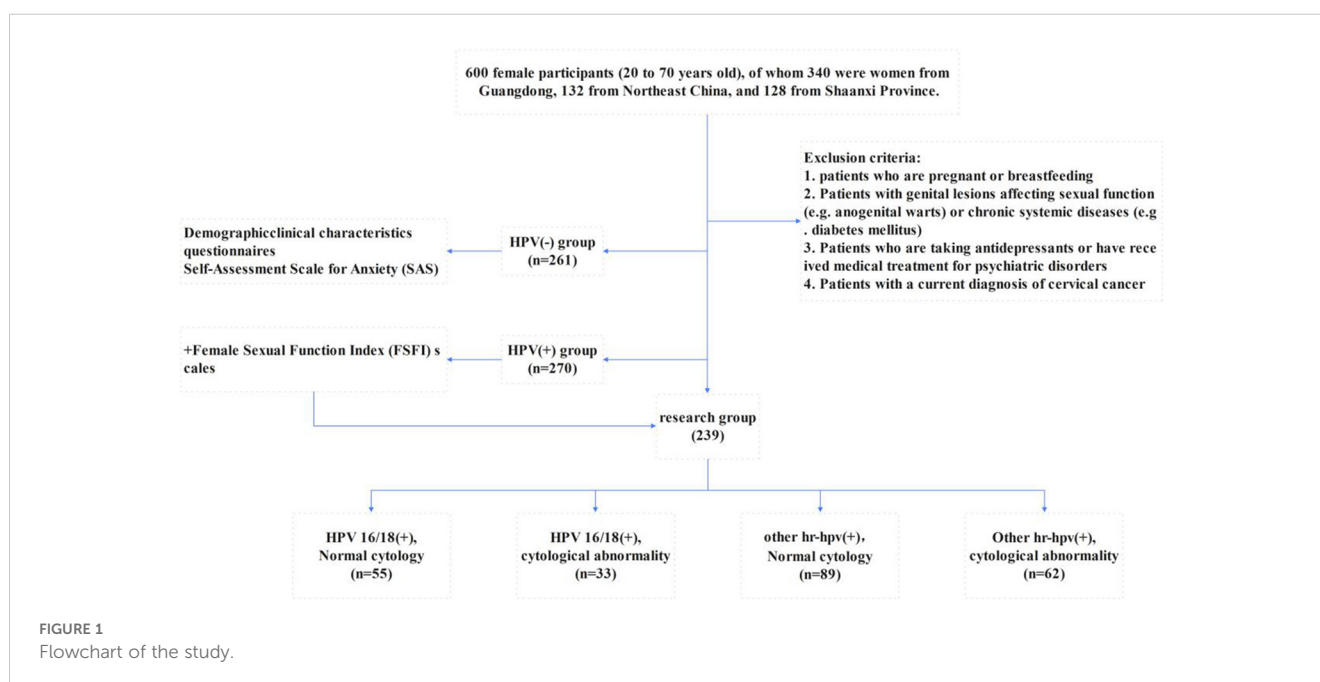 600 female participants (20 to 70 years old), of whom 340 were women from
Guangdong, 132 from Northeast China, and 128 from Shaanxi Province.
Exclusion criteria:
1. patients who are pregnant or breastfeeding
2. Patients with genital lesions affecting sexual function
(e.g. anogenital warts) or chronic systemic diseases (e.g
. diabetes mellitus)
3. Patients who are taking antidepressants or have rece
ived medical treatment for psychiatric disorders
4. Patients with a current diagnosis of cervical cancer
Demographicclinical characteristics
questionnaires
Self-Assessment Scale for Anxiety (SAS)
HPV(-) group
(n=261)
+Female Sexual Function Index (FSFI) s
cales
HPV(+) group
(n=270)
research group
(239)
HPV 16/18(+),
Normal cytology
(n=55)
HPV 16/18(+),
cytological abnormality
(n=33)
other hr-hpv(+),
Normal cytology
(n=89)
Other hr-hpv(+),
cytological abnormality
(n=62)
FIGURE 1
Flowchart of the study.